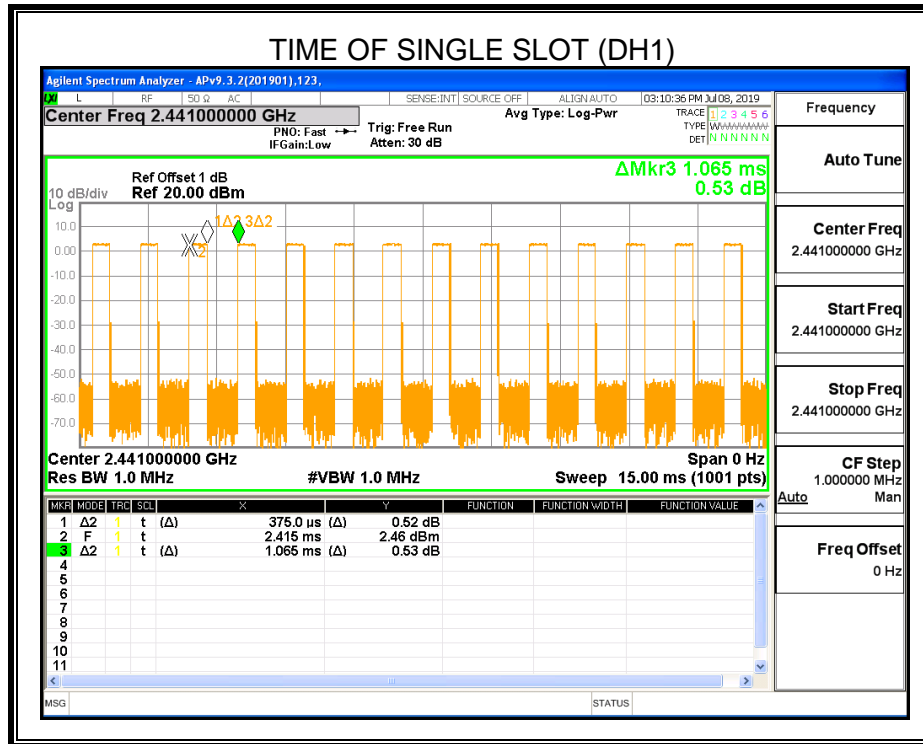 TIME OF SINGLE SLOT (DH1)
Agilent Spectrum Analyzer - APv9.3.2(201901),123,
LXI L RF 50 Ω AC SENSE:INT SOURCE OFF ALIGN AUTO 03:10:36 PM Jul 08, 2019
Center Freq 2.441000000 GHz
PNO: Fast
IFGain:Low
Trig: Free Run
Atten: 30 dB
Avg Type: Log-Pwr
TRACE 1 2 3 4 5 6
TYPE WWWWWWW
DET N N N N N N
ΔMkr3 1.065 ms
0.53 dB
Ref Offset 1 dB
10 dB/div Ref 20.00 dBm
Log
1Δ2 3Δ2
2
10.0
0.00
-10.0
-20.0
-30.0
-40.0
-50.0
-60.0
-70.0
Center 2.441000000 GHz Span 0 Hz
Res BW 1.0 MHz #VBW 1.0 MHz Sweep 15.00 ms (1001 pts)
MKR MODE TRC SCL X Y FUNCTION FUNCTION WIDTH FUNCTION VALUE
1 Δ2 1 t (Δ) 375.0 µs (Δ) 0.52 dB
2 F 1 t 2.415 ms 2.46 dBm
3 Δ2 1 t (Δ) 1.065 ms (Δ) 0.53 dB
4
5
6
7
8
9
10
11
MSG STATUS
Frequency
Auto Tune
Center Freq
2.441000000 GHz
Start Freq
2.441000000 GHz
Stop Freq
2.441000000 GHz
CF Step
1.000000 MHz
Auto Man
Freq Offset
0 Hz